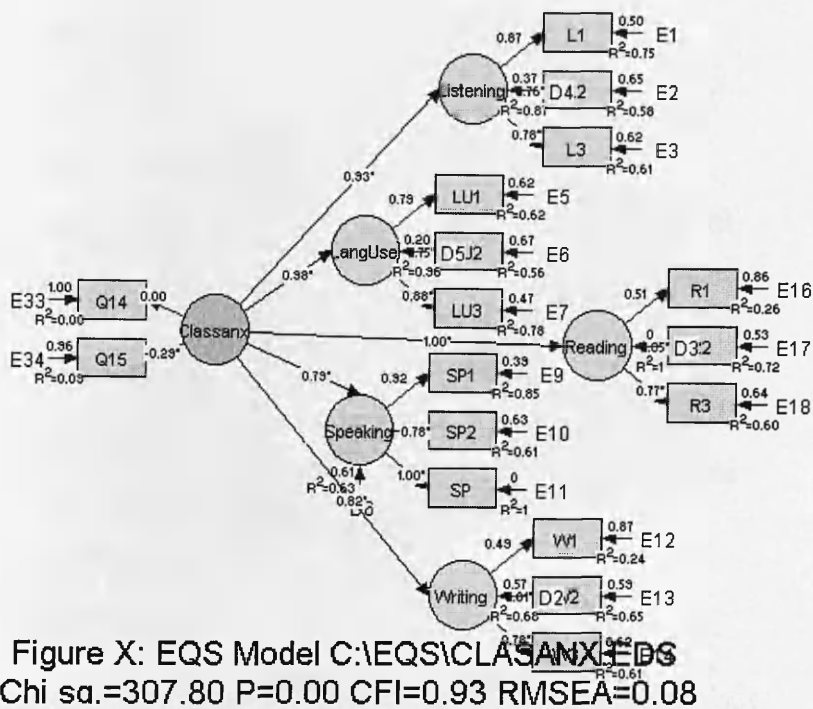 0.50
0.87 L1 E1
R²=0.75
0.37 0.65
Listening D4.2 E2
R²=0.87 R²=0.58
0.62
0.78* L3 E3
R²=0.61
0.93*
0.62
0.79 LU1 E5
R²=0.62
0.20 0.67
LangUse 0.75* D5J2 E6
0.98* R²=0.96 R²=0.56
0.47
0.88* LU3 E7
R²=0.78
1.00 0.00
E33 Q14
R²=0.00
Classanx
0.96
E34 Q15 -0.29*
0.86
0.51 R1 E16
R²=0.26
1.00* 0 0.53
Reading D3.2 E17
R²=1 R²=0.72
0.64
0.77* R3 E18
R²=0.60
0.39
0.79* 0.92 SP1 E9
R²=0.85
0.63
Speaking 0.78* SP2 E10
R²=0.61
0.61 0
R²=0.63 1.00* SP E11
0.82* R²=1
0.87
0.49 W1 E12
R²=0.24
0.57 0.59
Writing E13
R²=0.68 R²=0.65
0.78*
R²=0.61
Figure X: EQS Model C:\EQS\CLASANX.EDS
Chi sq.=307.80 P=0.00 CFI=0.93 RMSEA=0.08